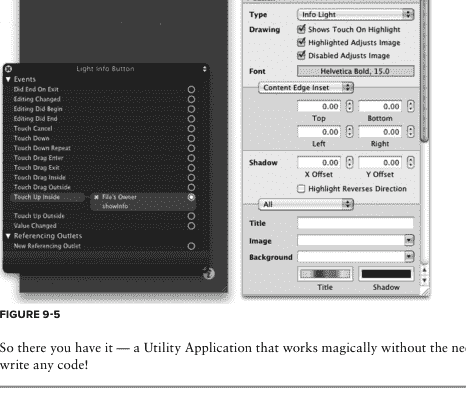 Light Info Button
Events
Did End On Exit
Editing Changed
Editing Did Begin
Editing Did End
Touch Cancel
Touch Down
Touch Down Repeat
Touch Drag Enter
Touch Drag Exit
Touch Drag Inside
Touch Drag Outside
Touch Up Inside
File's Owner
showInfo
Touch Up Outside
Value Changed
Referencing Outlets
New Referencing Outlet
Type Info Light
Drawing Shows Touch On Highlight
Highlighted Adjusts Image
Disabled Adjusts Image
Font Helvetica Bold, 15.0
Content Edge Inset
0.00 0.00
Top Bottom
0.00 0.00
Left Right
Shadow 0.00 0.00
X Offset Y Offset
Highlight Reverses Direction
All
Title
Image
Background
Title Shadow
FIGURE 9-5
So there you have it — a Utility Application that works magically without the
write any code!